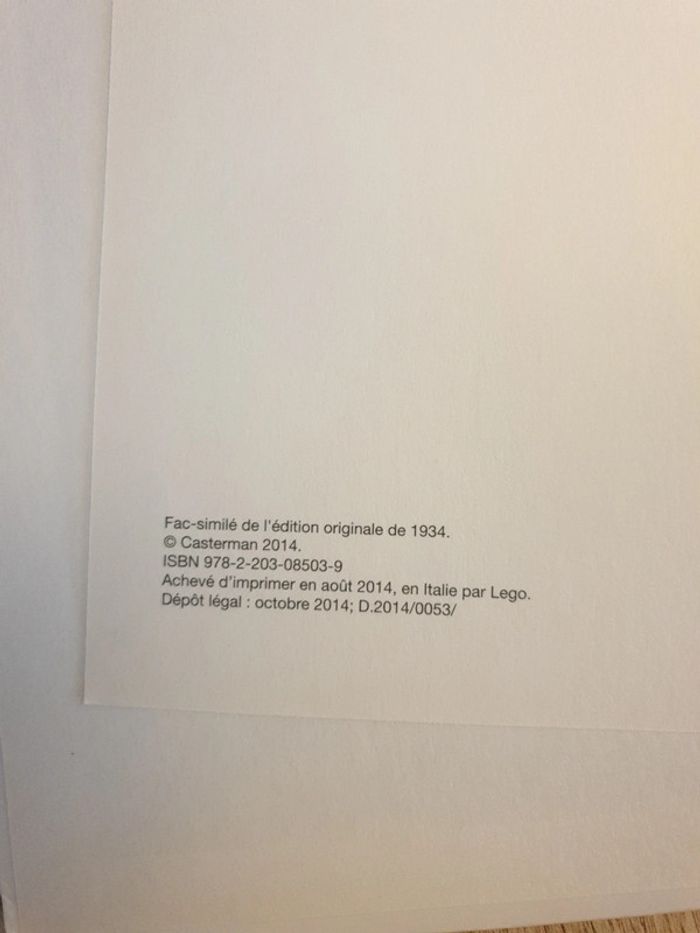 Fac-similé de l'édition originale de 1934.
© Casterman 2014.
ISBN 978-2-203-08503-9
Achevé d'imprimer en août 2014, en Italie par Lego.
Dépôt légal : octobre 2014; D.2014/0053/